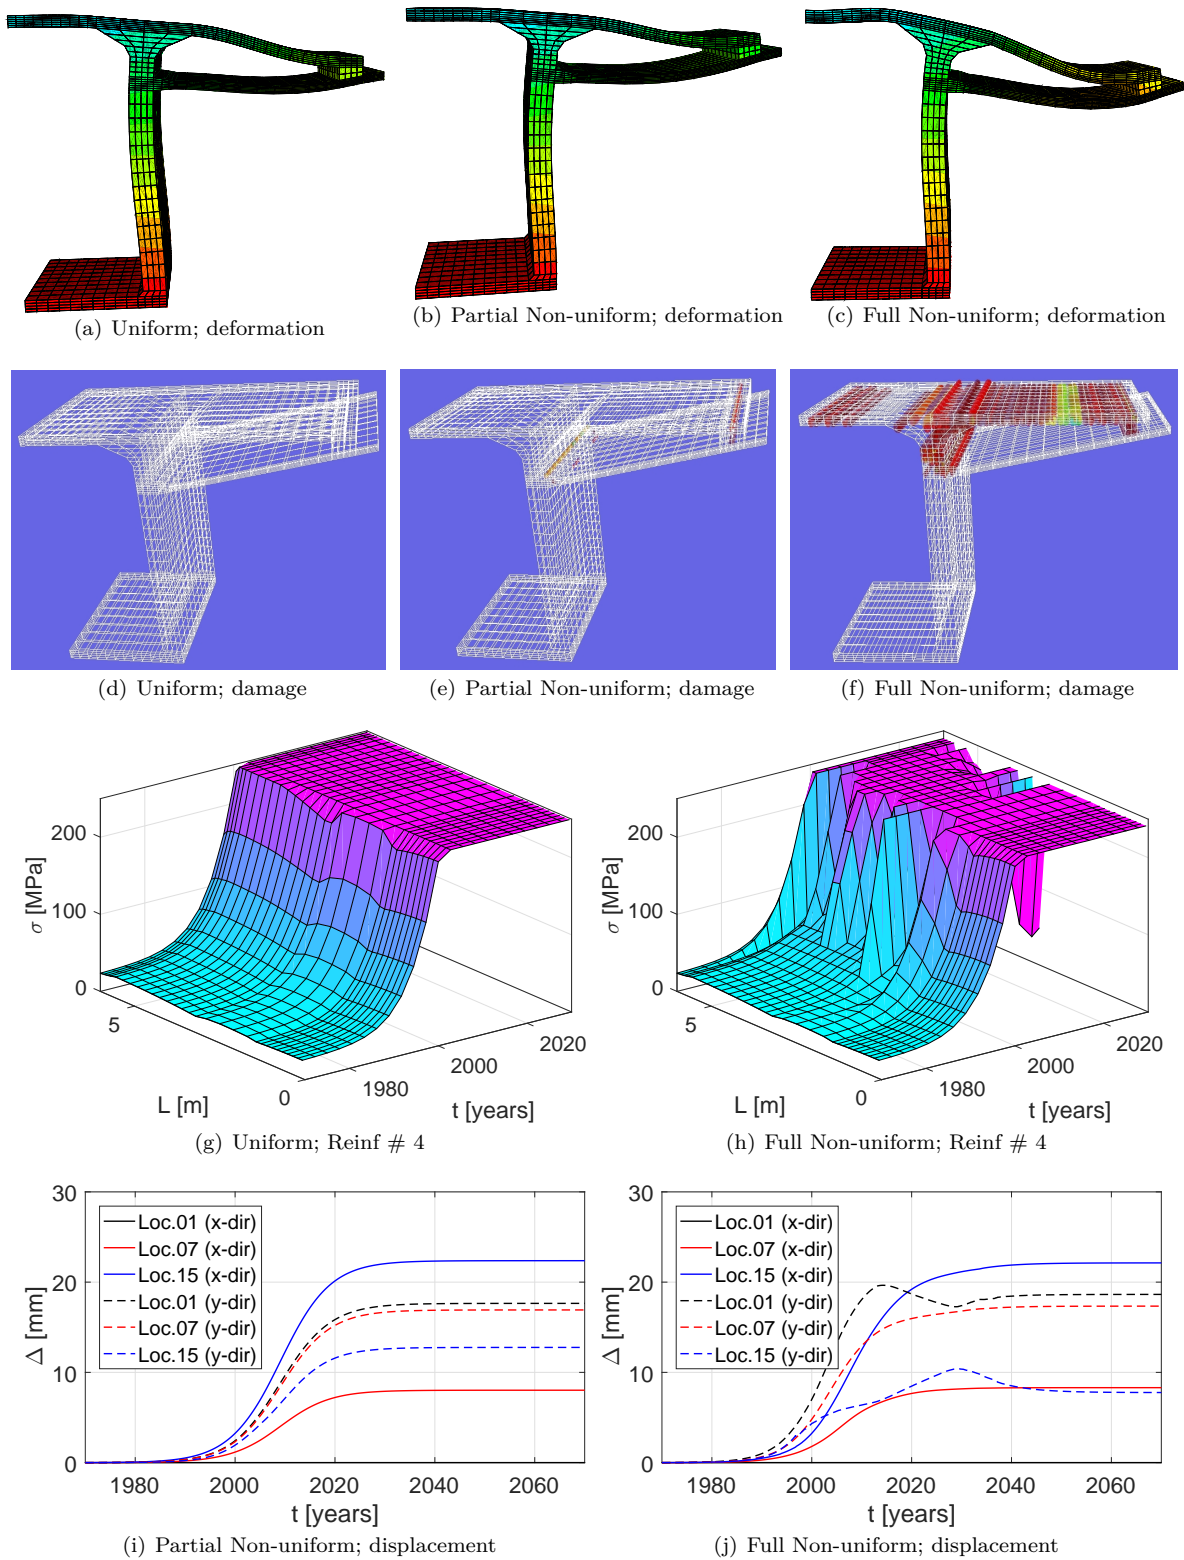 (a) Uniform; deformation
(b) Partial Non-uniform; deformation
(c) Full Non-uniform; deformation
(d) Uniform; damage
(e) Partial Non-uniform; damage
(f) Full Non-uniform; damage
200
100
0
σ [MPa]
5
0
L [m]
1980
2000
2020
t [years]
(g) Uniform; Reinf # 4
200
100
0
σ [MPa]
5
0
L [m]
1980
2000
2020
t [years]
(h) Full Non-uniform; Reinf # 4
30
20
10
0
Δ [mm]
Loc.01 (x-dir)
Loc.07 (x-dir)
Loc.15 (x-dir)
Loc.01 (y-dir)
Loc.07 (y-dir)
Loc.15 (y-dir)
1980 2000 2020 2040 2060
t [years]
(i) Partial Non-uniform; displacement
30
20
10
0
Δ [mm]
Loc.01 (x-dir)
Loc.07 (x-dir)
Loc.15 (x-dir)
Loc.01 (y-dir)
Loc.07 (y-dir)
Loc.15 (y-dir)
1980 2000 2020 2040 2060
t [years]
(j) Full Non-uniform; displacement